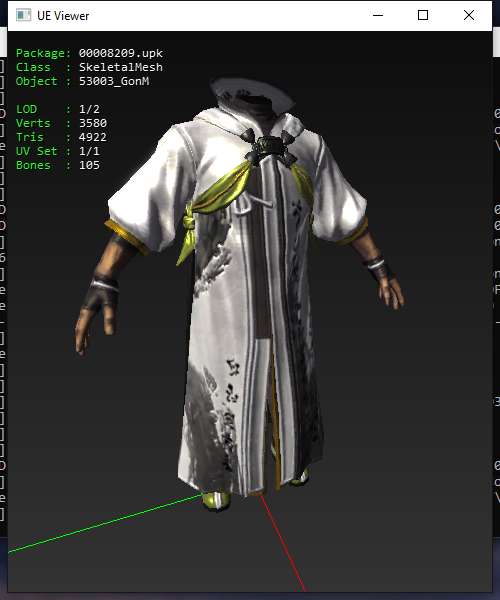 UE Viewer
Package: 00008209.upk
Class : SkeletalMesh
Object : 53003_GonM
LOD : 1/2
Verts : 3580
Tris : 4922
UV Set : 1/1
Bones : 105